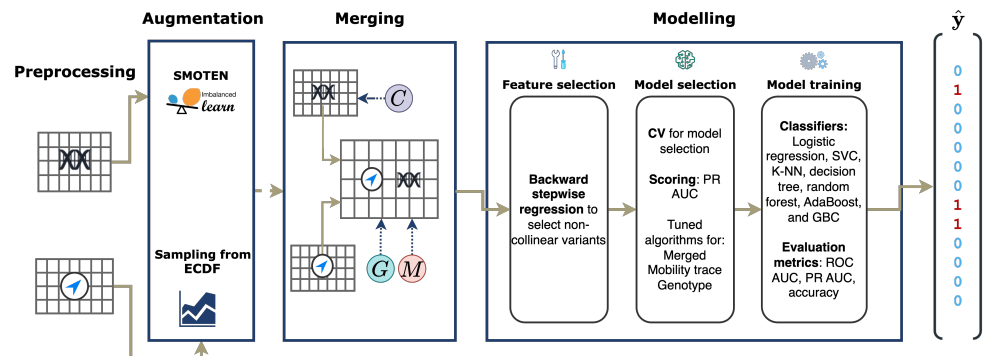 Preprocessing
Augmentation
SMOTEN
Imbalanced
learn
Sampling from
ECDF
Merging
C
G
M
Modelling
Feature selection
Backward
stepwise
regression to
select non-
collinear variants
Model selection
CV for model
selection
Scoring: PR
AUC
Tuned
algorithms for:
Merged
Mobility trace
Genotype
Model training
Classifiers:
Logistic
regression, SVC,
K-NN, decision
tree, random
forest, AdaBoost,
and GBC
Evaluation
metrics: ROC
AUC, PR AUC,
accuracy
ŷ
0
1
0
0
0
0
0
1
1
0
0
0
0